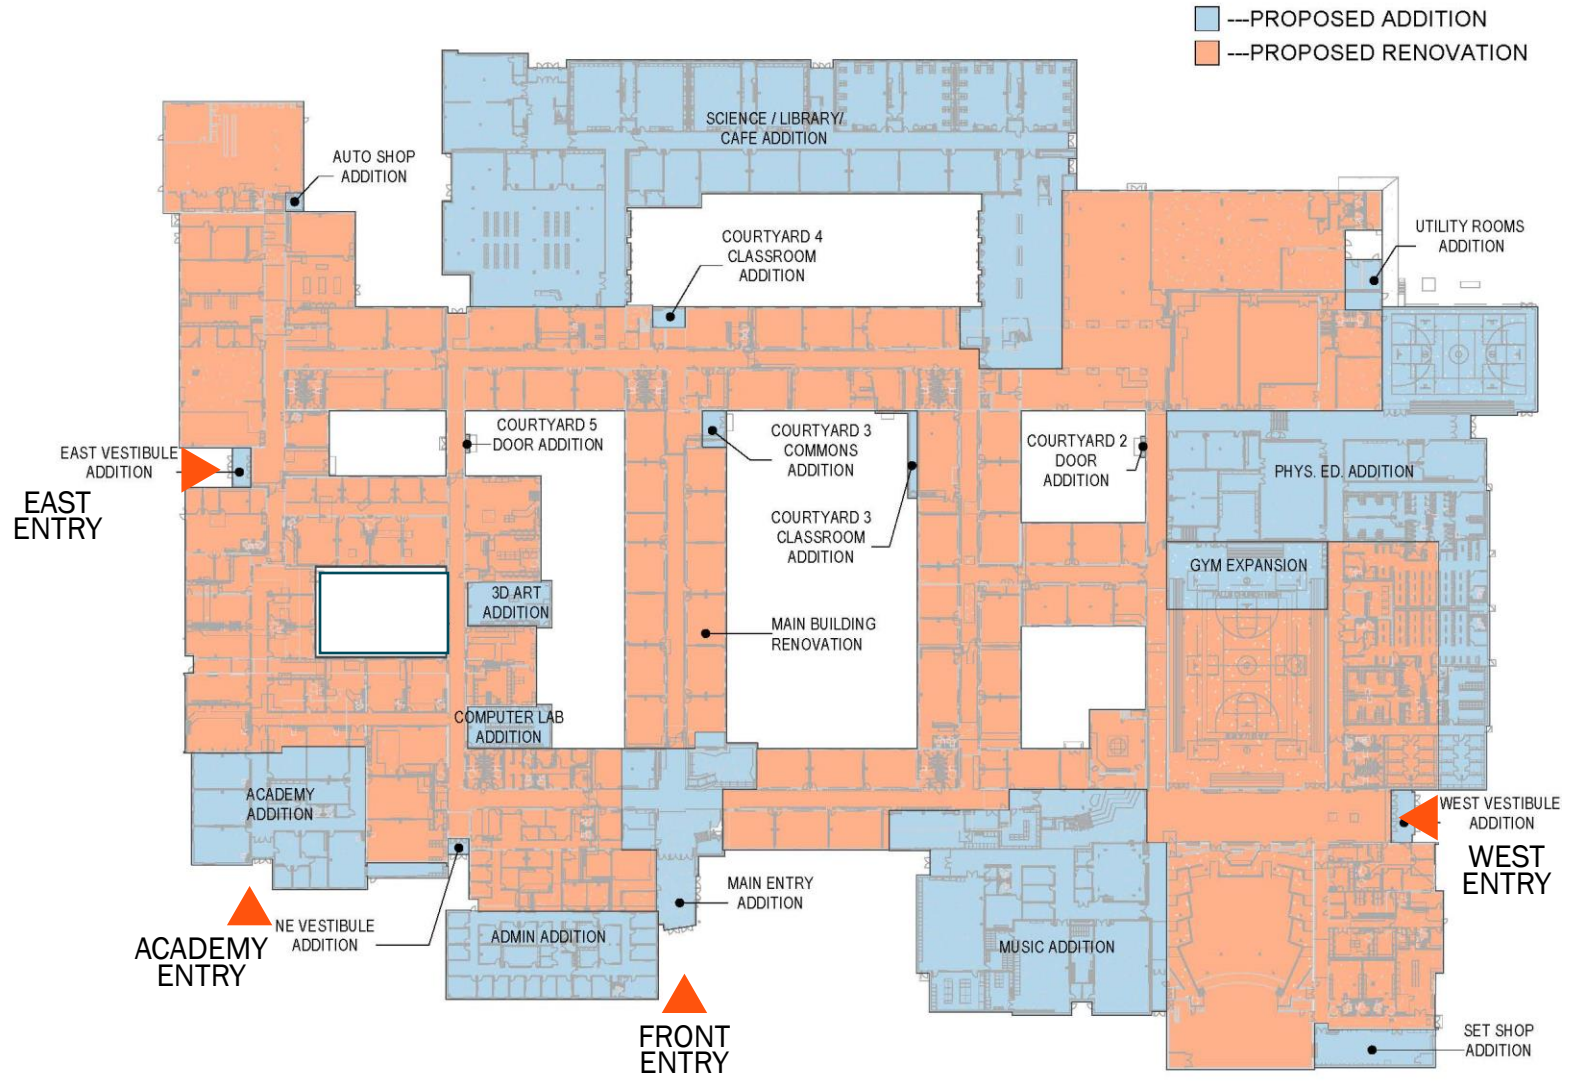 ---PROPOSED ADDITION
---PROPOSED RENOVATION
SCIENCE / LIBRARY/
CAFE ADDITION
AUTO SHOP
ADDITION
COURTYARD 4
CLASSROOM
ADDITION
UTILITY ROOMS
ADDITION
COURTYARD 5
DOOR ADDITION
COURTYARD 3
COMMONS
ADDITION
COURTYARD 2
DOOR
ADDITION
EAST VESTIBULE
ADDITION
EAST
ENTRY
PHYS. ED. ADDITION
COURTYARD 3
CLASSROOM
ADDITION
GYM EXPANSION
3D ART
ADDITION
MAIN BUILDING
RENOVATION
COMPUTER LAB
ADDITION
ACADEMY
ADDITION
WEST VESTIBULE
ADDITION
WEST
ENTRY
MAIN ENTRY
ADDITION
NE VESTIBULE
ADDITION
ACADEMY
ENTRY
ADMIN ADDITION
MUSIC ADDITION
FRONT
ENTRY
SET SHOP
ADDITION